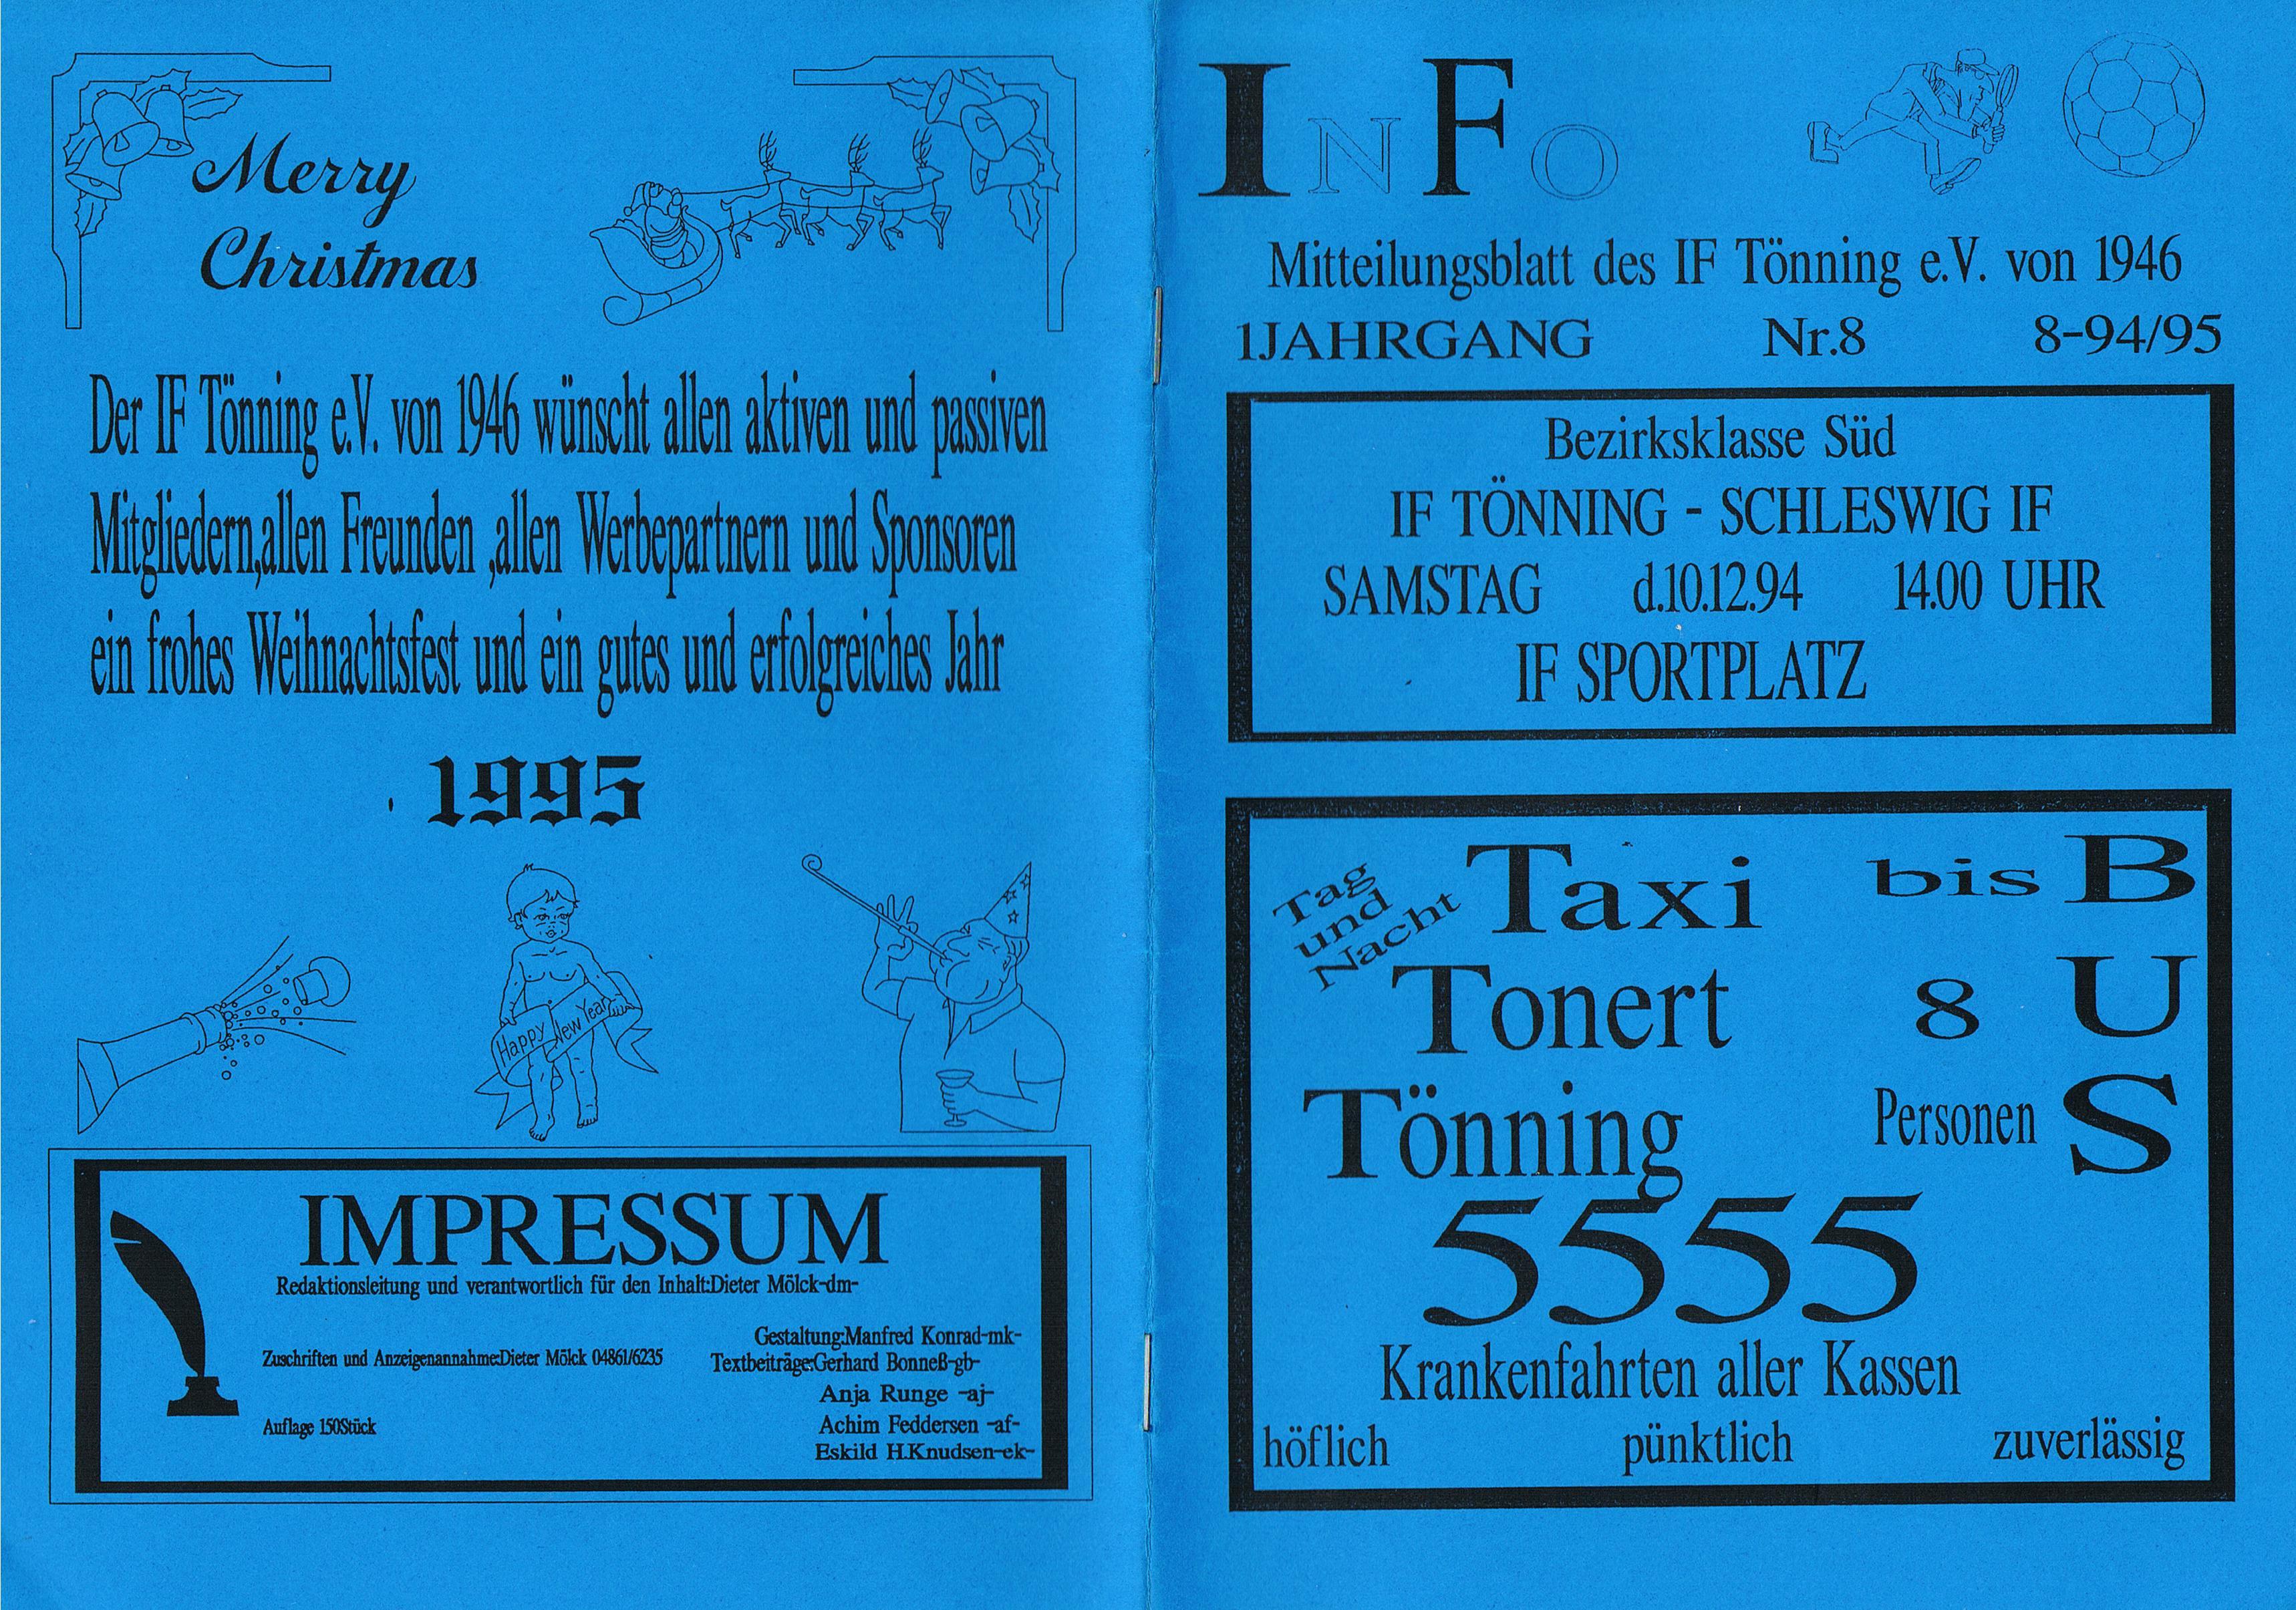 Merry
Christmas
Der IF Tönning e.V. von 1946 wünscht allen aktiven und passiven
Mitgliedern,allen Freunden ,allen Werbepartnern und Sponsoren
ein frohes Weihnachtsfest und ein gutes und erfolgreiches Jahr
1995
Happy New Year
IMPRESSUM
Redaktionsleitung und verantwortlich für den Inhalt:Dieter Mölck-dm-
Gestaltung:Manfred Konrad-mk-
Zuschriften und Anzeigenannahme:Dieter Mölck 04861/6235
Textbeiträge:Gerhard Bonneß-gb-
Anja Runge -aj-
Achim Feddersen -af-
Auflage 150Stück
Eskild H.Knudsen-ek-
INFO
Mitteilungsblatt des IF Tönning e.V. von 1946
1JAHRGANG Nr.8 8-94/95
Bezirksklasse Süd
IF TÖNNING - SCHLESWIG IF
SAMSTAG d.10.12.94 14.00 UHR
IF SPORTPLATZ
Tag
und
Nacht
Taxi
Tonert
Tönning
bis
8
Personen
BUS
5555
Krankenfahrten aller Kassen
höflich pünktlich zuverlässig